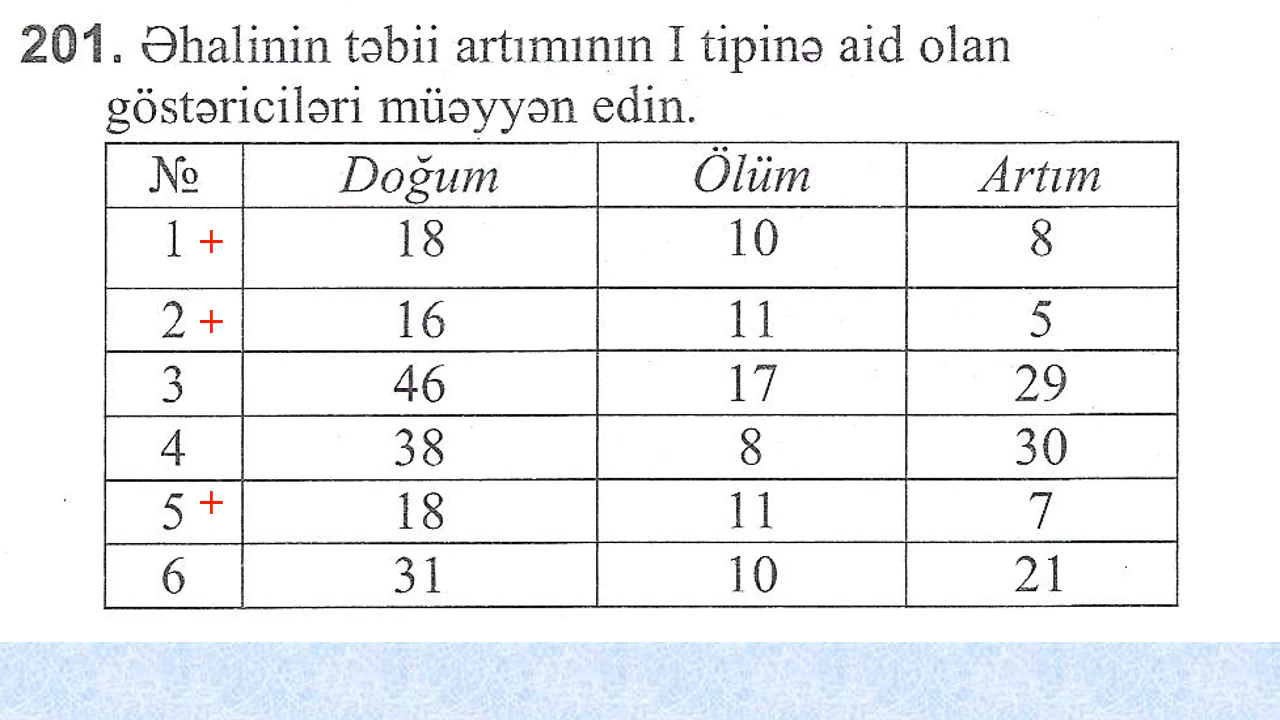 201. Əhalinin təbii artımının I tipinə aid olan
göstəriciləri müəyyən edin.
№ Doğum Ölüm Artım
1 + 18 10 8
2 + 16 11 5
3 46 17 29
4 38 8 30
5 + 18 11 7
6 31 10 21